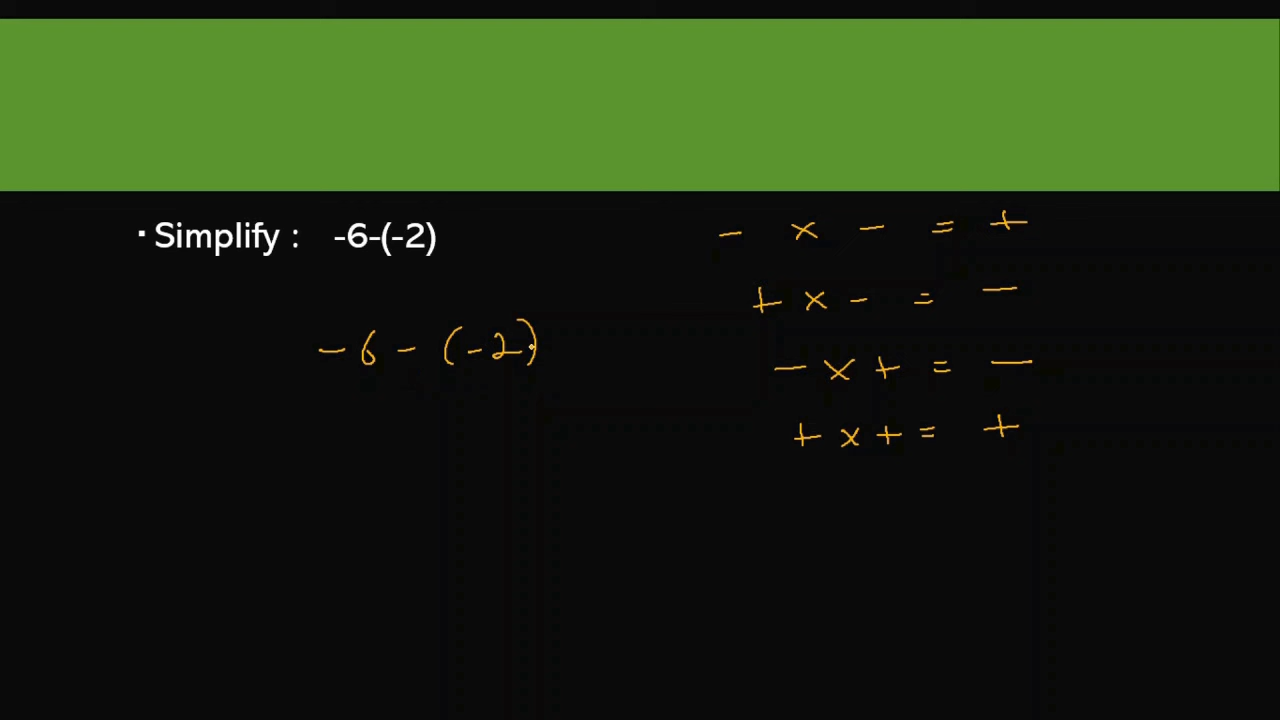 · Simplify : -6-(-2)
- x - = +
+ x - = -
- 6 - (-2)
- x + = -
+ x + = +